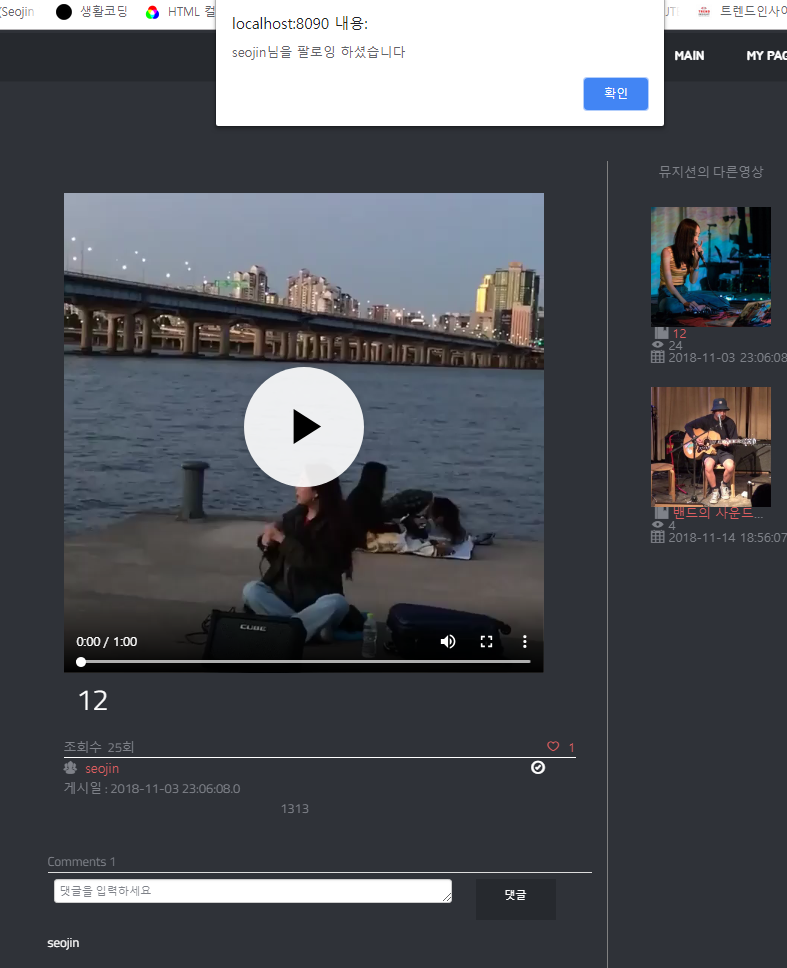 (Seojin
생활코딩
HTML 컬
트렌드인사이
localhost:8090 내용:
seojin님을 팔로잉 하셨습니다
확인
MAIN
MY PAG
뮤지션의 다른영상
12
24
2018-11-03 23:06:08
밴드의 사운드...
4
2018-11-14 18:56:07
CUBE
0:00 / 1:00
12
조회수 25회
1
seojin
게시일 : 2018-11-03 23:06:08.0
1313
Comments 1
댓글을 입력하세요
댓글
seojin